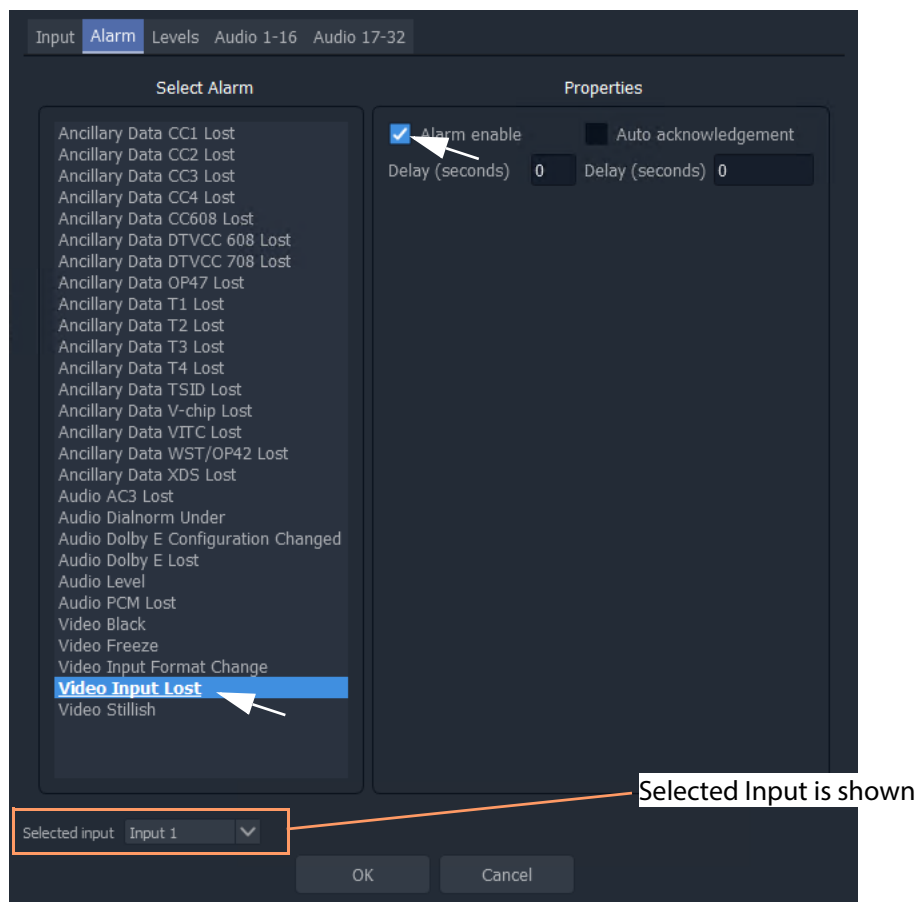 Input Alarm Levels Audio 1-16 Audio 17-32
Select Alarm
Ancillary Data CC1 Lost
Ancillary Data CC2 Lost
Ancillary Data CC3 Lost
Ancillary Data CC4 Lost
Ancillary Data CC608 Lost
Ancillary Data DTVCC 608 Lost
Ancillary Data DTVCC 708 Lost
Ancillary Data OP47 Lost
Ancillary Data T1 Lost
Ancillary Data T2 Lost
Ancillary Data T3 Lost
Ancillary Data T4 Lost
Ancillary Data TSID Lost
Ancillary Data V-chip Lost
Ancillary Data VITC Lost
Ancillary Data WST/OP42 Lost
Ancillary Data XDS Lost
Audio AC3 Lost
Audio Dialnorm Under
Audio Dolby E Configuration Changed
Audio Dolby E Lost
Audio Level
Audio PCM Lost
Video Black
Video Freeze
Video Input Format Change
Video Input Lost
Video Stillish
Properties
Alarm enable Auto acknowledgement
Delay (seconds) 0 Delay (seconds) 0
Selected Input is shown
Selected input Input 1
OK Cancel